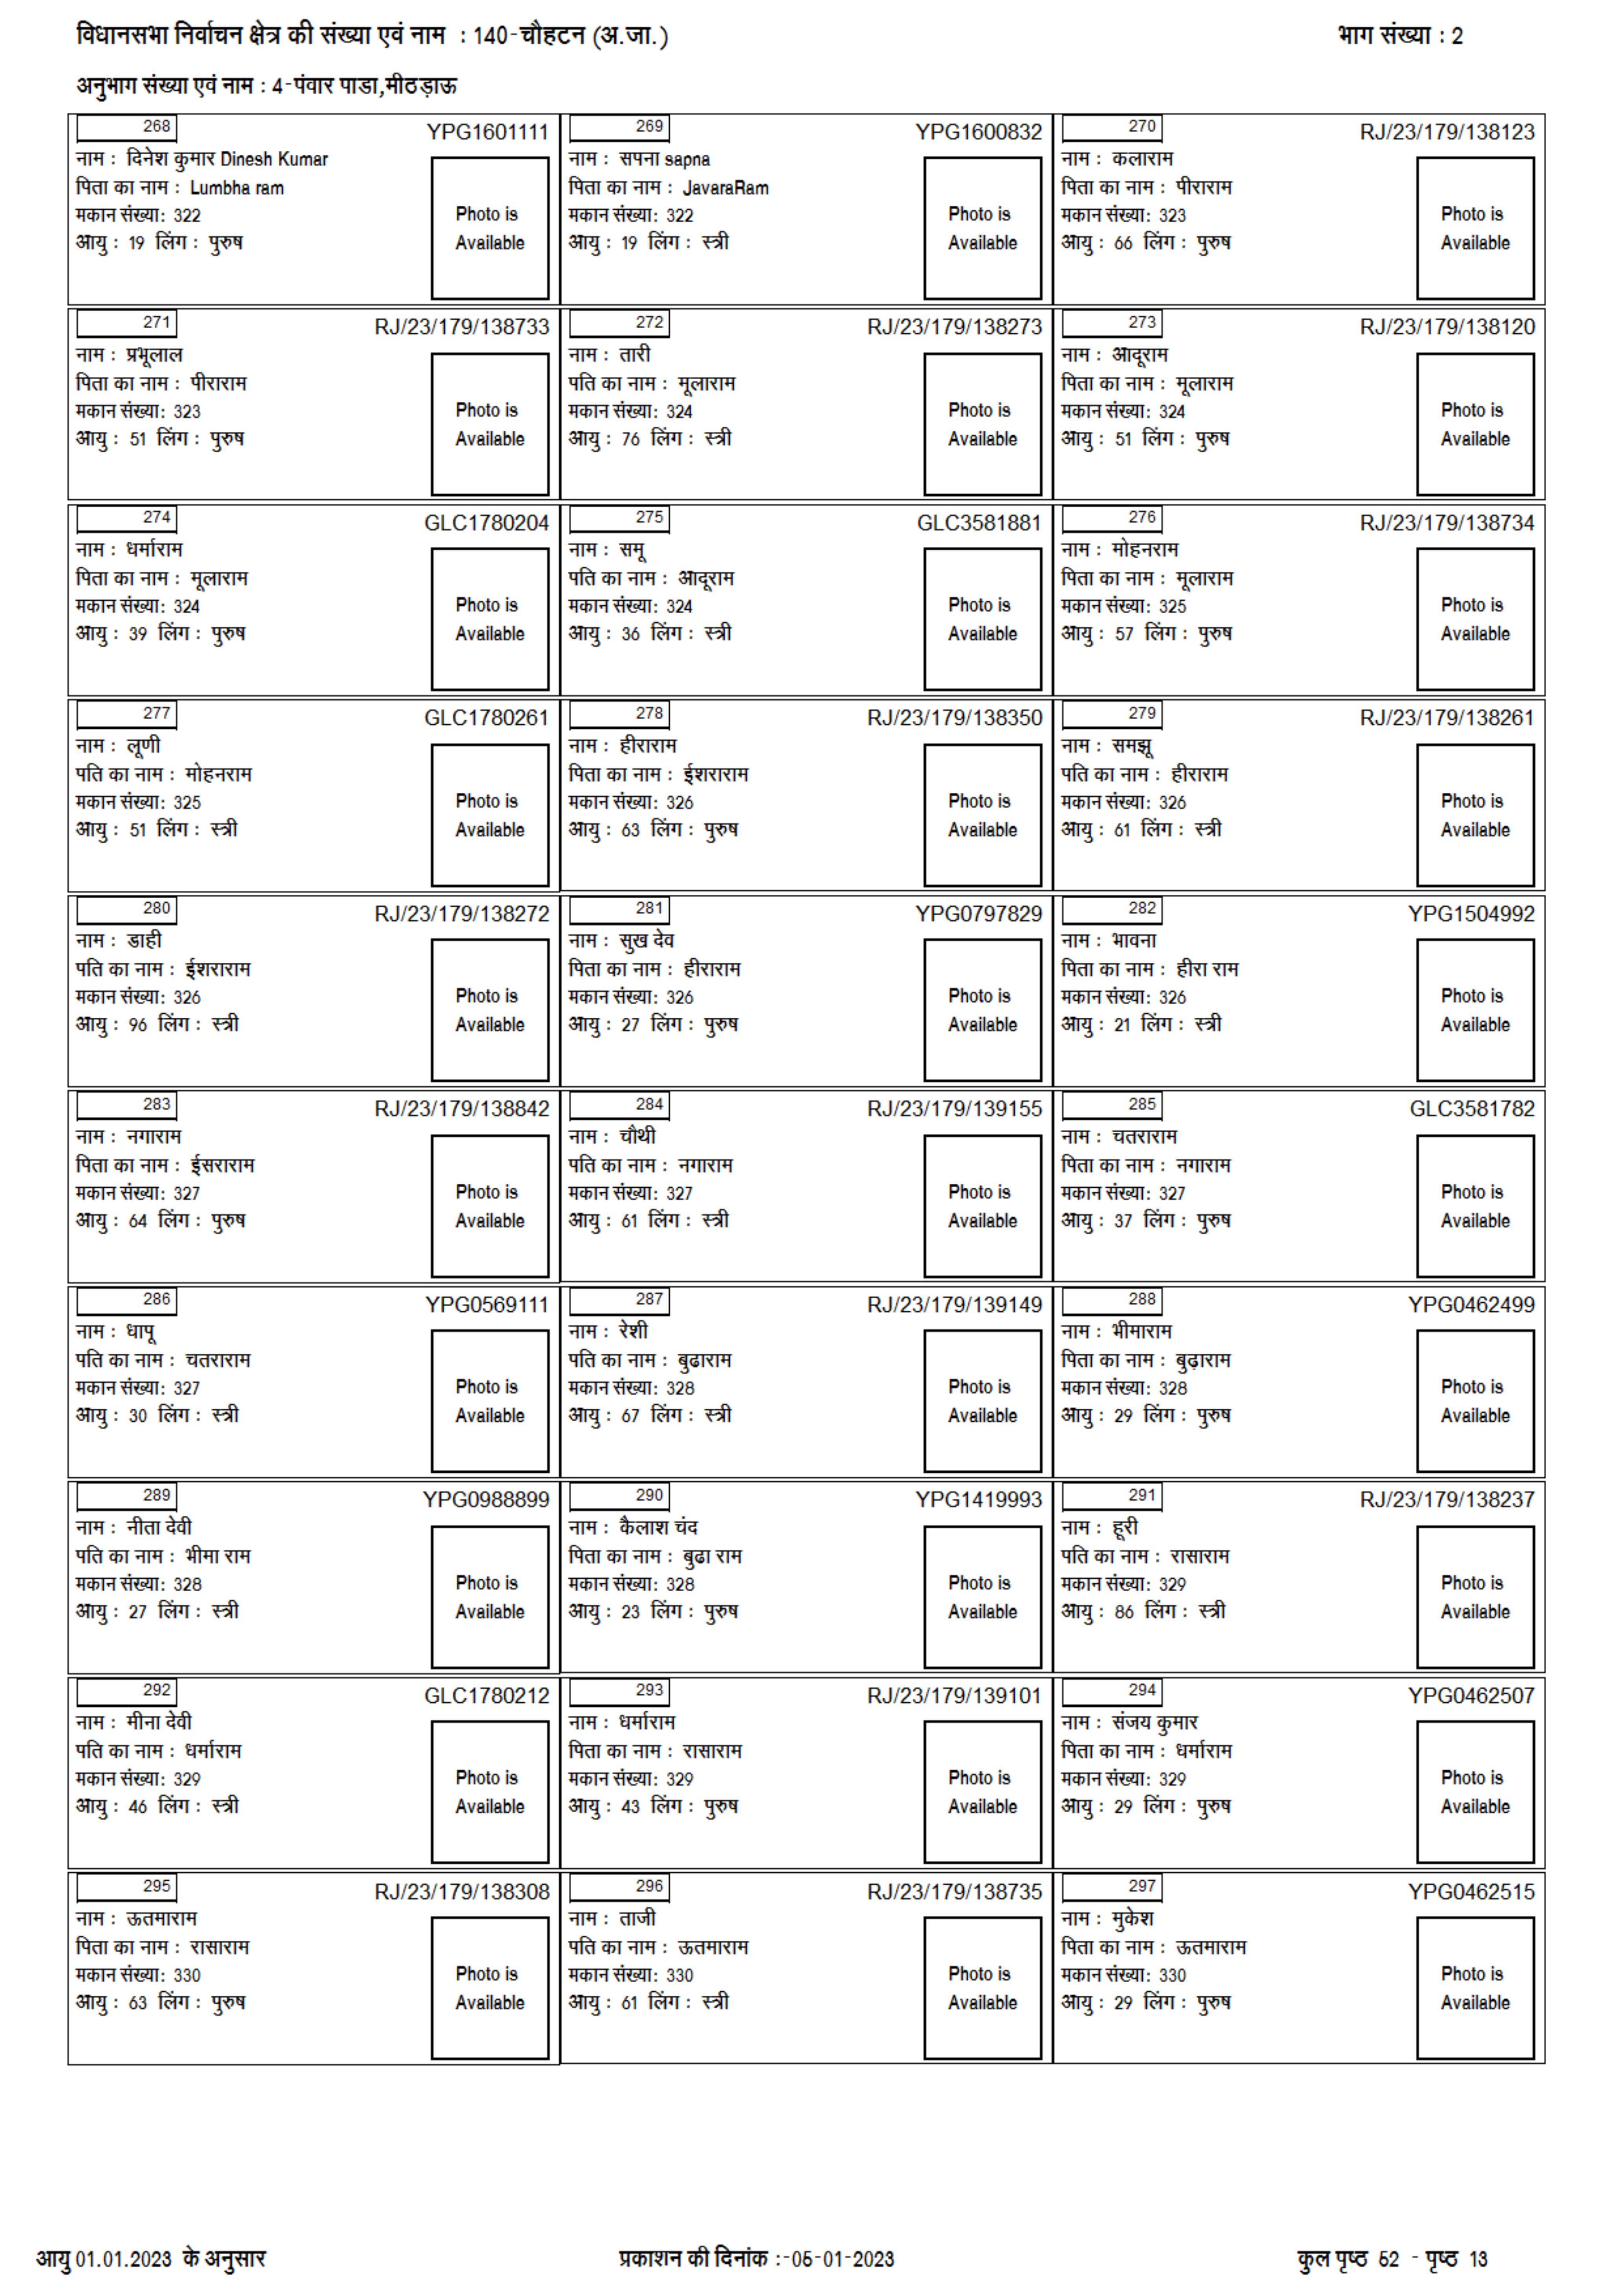 विधानसभा निर्वाचन क्षेत्र की संख्या एवं नाम : 140-चौहटन (अ.जा.) भाग संख्या : 2
अनुभाग संख्या एवं नाम : 4-पंवार पाडा,मीठड़ाऊ
268 YPG1601111
नाम : दिनेश कुमार Dinesh Kumar
पिता का नाम : Lumbha ram
मकान संख्या: 322
आयु : 19 लिंग : पुरुष
Photo is
Available
269 YPG1600832
नाम : सपना sapna
पिता का नाम : JavaraRam
मकान संख्या: 322
आयु : 19 लिंग : स्त्री
Photo is
Available
270 RJ/23/179/138123
नाम : कलाराम
पिता का नाम : पीराराम
मकान संख्या: 323
आयु : 66 लिंग : पुरुष
Photo is
Available
271 RJ/23/179/138733
नाम : प्रभूलाल
पिता का नाम : पीराराम
मकान संख्या: 323
आयु : 51 लिंग : पुरुष
Photo is
Available
272 RJ/23/179/138273
नाम : तारी
पति का नाम : मूलाराम
मकान संख्या: 324
आयु : 76 लिंग : स्त्री
Photo is
Available
273 RJ/23/179/138120
नाम : आदूराम
पिता का नाम : मूलाराम
मकान संख्या: 324
आयु : 51 लिंग : पुरुष
Photo is
Available
274 GLC1780204
नाम : धर्माराम
पिता का नाम : मूलाराम
मकान संख्या: 324
आयु : 39 लिंग : पुरुष
Photo is
Available
275 GLC3581881
नाम : समू
पति का नाम : आदूराम
मकान संख्या: 324
आयु : 36 लिंग : स्त्री
Photo is
Available
276 RJ/23/179/138734
नाम : मोहनराम
पिता का नाम : मूलाराम
मकान संख्या: 325
आयु : 57 लिंग : पुरुष
Photo is
Available
277 GLC1780261
नाम : लूणी
पति का नाम : मोहनराम
मकान संख्या: 325
आयु : 51 लिंग : स्त्री
Photo is
Available
278 RJ/23/179/138350
नाम : हीराराम
पिता का नाम : ईशराराम
मकान संख्या: 326
आयु : 63 लिंग : पुरुष
Photo is
Available
279 RJ/23/179/138261
नाम : समझू
पति का नाम : हीराराम
मकान संख्या: 326
आयु : 61 लिंग : स्त्री
Photo is
Available
280 RJ/23/179/138272
नाम : डाही
पति का नाम : ईशराराम
मकान संख्या: 326
आयु : 96 लिंग : स्त्री
Photo is
Available
281 YPG0797829
नाम : सुख देव
पिता का नाम : हीराराम
मकान संख्या: 326
आयु : 27 लिंग : पुरुष
Photo is
Available
282 YPG1504992
नाम : भावना
पिता का नाम : हीरा राम
मकान संख्या: 326
आयु : 21 लिंग : स्त्री
Photo is
Available
283 RJ/23/179/138842
नाम : नगाराम
पिता का नाम : ईसराराम
मकान संख्या: 327
आयु : 64 लिंग : पुरुष
Photo is
Available
284 RJ/23/179/139155
नाम : चौथी
पति का नाम : नगाराम
मकान संख्या: 327
आयु : 61 लिंग : स्त्री
Photo is
Available
285 GLC3581782
नाम : चतराराम
पिता का नाम : नगाराम
मकान संख्या: 327
आयु : 37 लिंग : पुरुष
Photo is
Available
286 YPG0569111
नाम : धापू
पति का नाम : चतराराम
मकान संख्या: 327
आयु : 30 लिंग : स्त्री
Photo is
Available
287 RJ/23/179/139149
नाम : रेशी
पति का नाम : बुढाराम
मकान संख्या: 328
आयु : 67 लिंग : स्त्री
Photo is
Available
288 YPG0462499
नाम : भीमाराम
पिता का नाम : बुढ़ाराम
मकान संख्या: 328
आयु : 29 लिंग : पुरुष
Photo is
Available
289 YPG0988899
नाम : नीता देवी
पति का नाम : भीमा राम
मकान संख्या: 328
आयु : 27 लिंग : स्त्री
Photo is
Available
290 YPG1419993
नाम : कैलाश चंद
पिता का नाम : बुढा राम
मकान संख्या: 328
आयु : 23 लिंग : पुरुष
Photo is
Available
291 RJ/23/179/138237
नाम : हूरी
पति का नाम : रासाराम
मकान संख्या: 329
आयु : 86 लिंग : स्त्री
Photo is
Available
292 GLC1780212
नाम : मीना देवी
पति का नाम : धर्माराम
मकान संख्या: 329
आयु : 46 लिंग : स्त्री
Photo is
Available
293 RJ/23/179/139101
नाम : धर्माराम
पिता का नाम : रासाराम
मकान संख्या: 329
आयु : 43 लिंग : पुरुष
Photo is
Available
294 YPG0462507
नाम : संजय कुमार
पिता का नाम : धर्माराम
मकान संख्या: 329
आयु : 29 लिंग : पुरुष
Photo is
Available
295 RJ/23/179/138308
नाम : ऊतमाराम
पिता का नाम : रासाराम
मकान संख्या: 330
आयु : 63 लिंग : पुरुष
Photo is
Available
296 RJ/23/179/138735
नाम : ताजी
पति का नाम : ऊतमाराम
मकान संख्या: 330
आयु : 61 लिंग : स्त्री
Photo is
Available
297 YPG0462515
नाम : मुकेश
पिता का नाम : ऊतमाराम
मकान संख्या: 330
आयु : 29 लिंग : पुरुष
Photo is
Available
आयु 01.01.2023 के अनुसार प्रकाशन की दिनांक :-05-01-2023 कुल पृष्ठ 52 - पृष्ठ 13